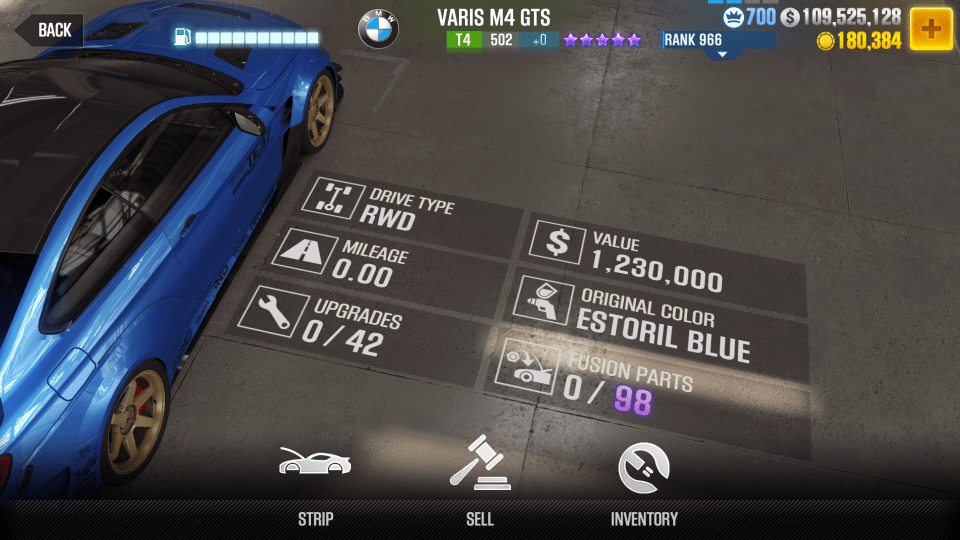 BACK
BMW
VARIS M4 GTS
T4 502 +0
RANK 966
700 $ 109,525,128
180,384
DRIVE TYPE
RWD
MILEAGE
0.00
UPGRADES
0 / 42
$ VALUE
1,230,000
ORIGINAL COLOR
ESTORIL BLUE
FUSION PARTS
0 / 98
STRIP
SELL
INVENTORY